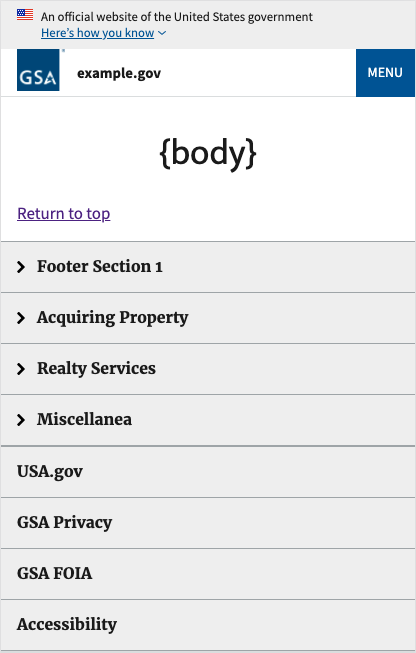 An official website of the United States government
Here’s how you know
GSA
example.gov
MENU
{body}
Return to top
Footer Section 1
Acquiring Property
Realty Services
Miscellanea
USA.gov
GSA Privacy
GSA FOIA
Accessibility